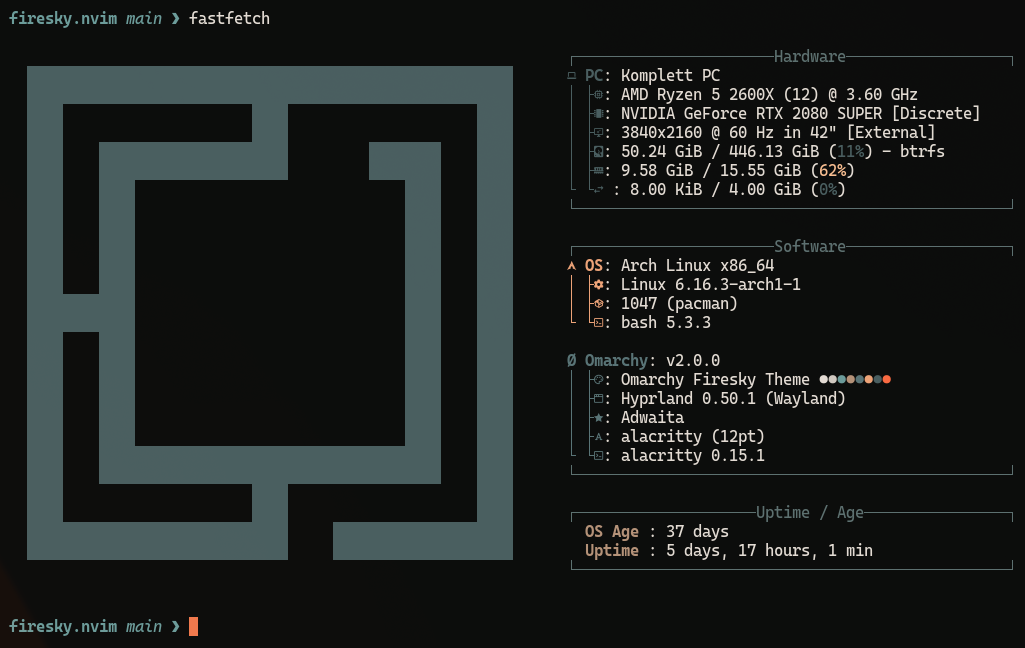 firesky.nvim main ❯ fastfetch
Hardware
PC: Komplett PC
: AMD Ryzen 5 2600X (12) @ 3.60 GHz
: NVIDIA GeForce RTX 2080 SUPER [Discrete]
: 3840x2160 @ 60 Hz in 42" [External]
: 50.24 GiB / 446.13 GiB (11%) - btrfs
: 9.58 GiB / 15.55 GiB (62%)
: 8.00 KiB / 4.00 GiB (0%)
Software
OS: Arch Linux x86_64
: Linux 6.16.3-arch1-1
: 1047 (pacman)
: bash 5.3.3
Ø Omarchy: v2.0.0
: Omarchy Firesky Theme ●●●●●●●●
: Hyprland 0.50.1 (Wayland)
: Adwaita
: alacritty (12pt)
: alacritty 0.15.1
Uptime / Age
OS Age : 37 days
Uptime : 5 days, 17 hours, 1 min
firesky.nvim main ❯